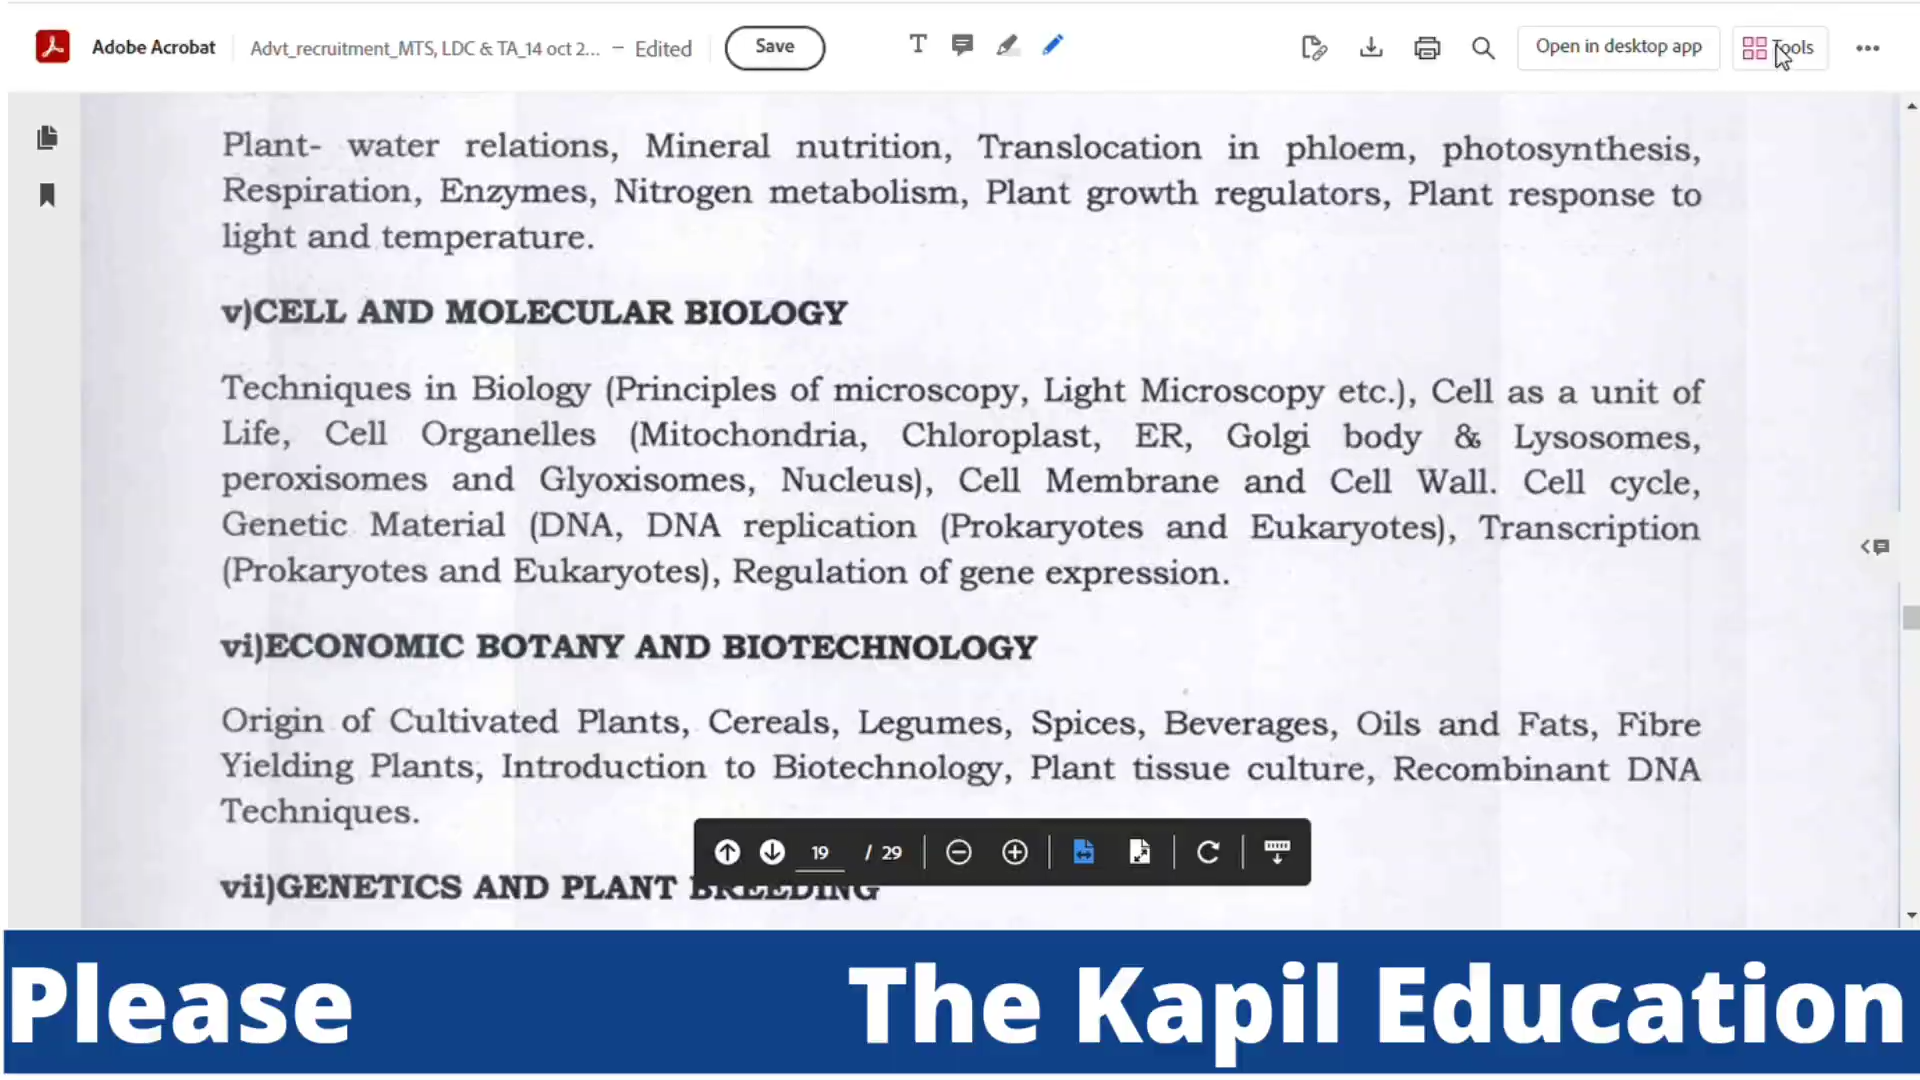 Adobe Acrobat
Advt_recruitment_MTS, LDC & TA_14 oct 2... – Edited
Save
Open in desktop app
Tools
Plant- water relations, Mineral nutrition, Translocation in phloem, photosynthesis,
Respiration, Enzymes, Nitrogen metabolism, Plant growth regulators, Plant response to
light and temperature.
v)CELL AND MOLECULAR BIOLOGY
Techniques in Biology (Principles of microscopy, Light Microscopy etc.), Cell as a unit of
Life, Cell Organelles (Mitochondria, Chloroplast, ER, Golgi body & Lysosomes,
peroxisomes and Glyoxisomes, Nucleus), Cell Membrane and Cell Wall. Cell cycle,
Genetic Material (DNA, DNA replication (Prokaryotes and Eukaryotes), Transcription
(Prokaryotes and Eukaryotes), Regulation of gene expression.
vi)ECONOMIC BOTANY AND BIOTECHNOLOGY
Origin of Cultivated Plants, Cereals, Legumes, Spices, Beverages, Oils and Fats, Fibre
Yielding Plants, Introduction to Biotechnology, Plant tissue culture, Recombinant DNA
Techniques.
19 / 29
vii)GENETICS AND PLANT BREEDING
Please
The Kapil Education